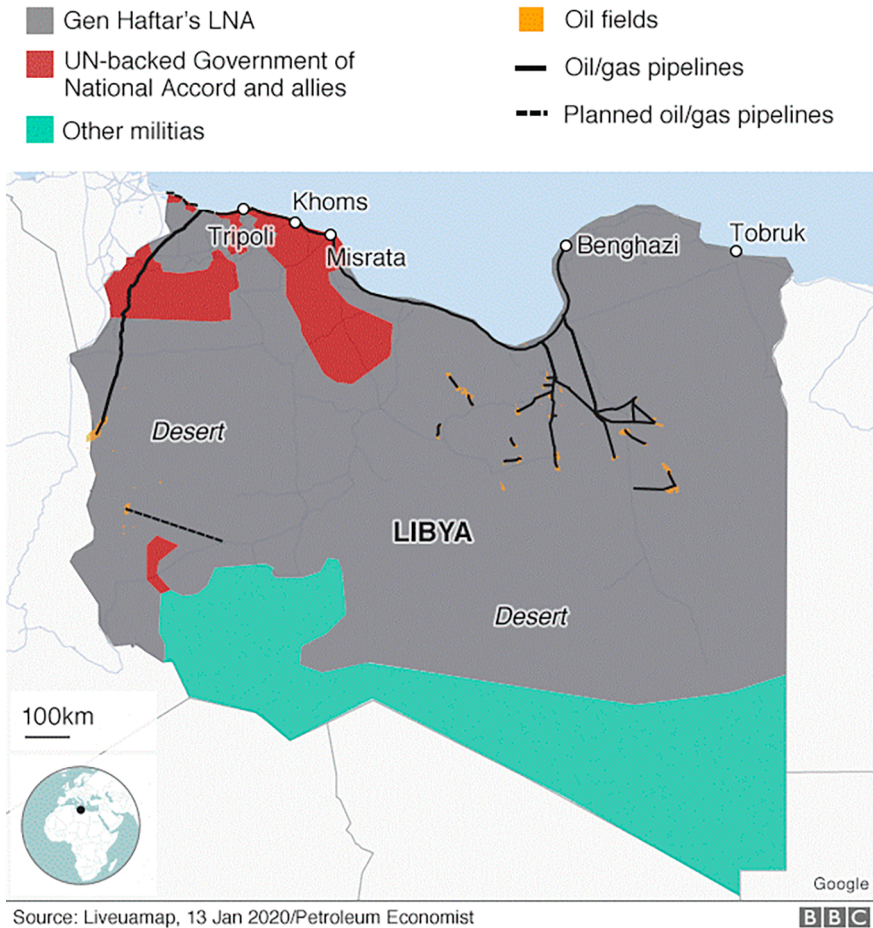 Gen Haftar's LNA
UN-backed Government of
National Accord and allies
Other militias
Oil fields
Oil/gas pipelines
Planned oil/gas pipelines
Khoms
Tripoli
Misrata
Benghazi
Tobruk
Desert
LIBYA
Desert
100km
Google
Source: Liveuamap, 13 Jan 2020/Petroleum Economist
BBC